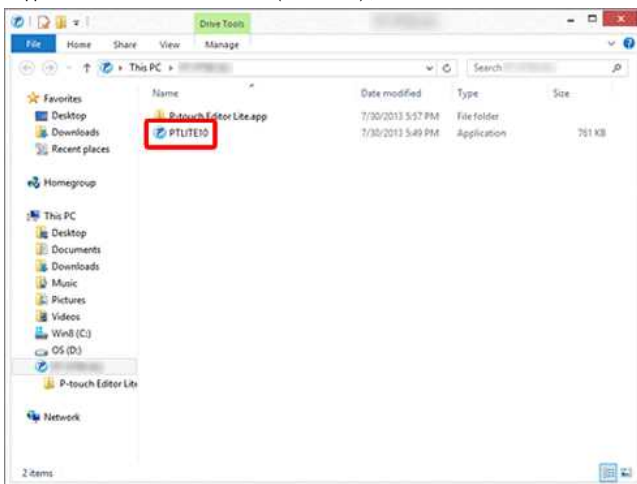 Drive Tools
File Home Share View Manage
This PC
Search
Name Date modified Type Size
P-touch Editor Lite.app 7/30/2013 5:57 PM File folder
PTLITE10 7/30/2013 5:49 PM Application 761 KB
Favorites
Desktop
Downloads
Recent places
Homegroup
This PC
Desktop
Documents
Downloads
Music
Pictures
Videos
Win8 (C:)
OS (D:)
P-touch Editor Lite
Network
2 items